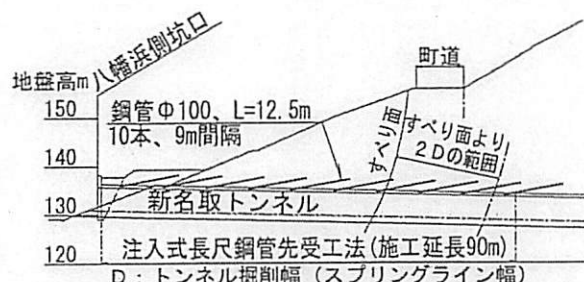 八幡浜側坑口
地盤高m
町道
150
鋼管Φ100、L=12.5m
10本、9m間隔
すべり面
すべり面より
2Dの範囲
140
130
新名取トンネル
120
注入式長尺鋼管先受工法(施工延長90m)
D：トンネル掘削幅（スプリングライン幅）